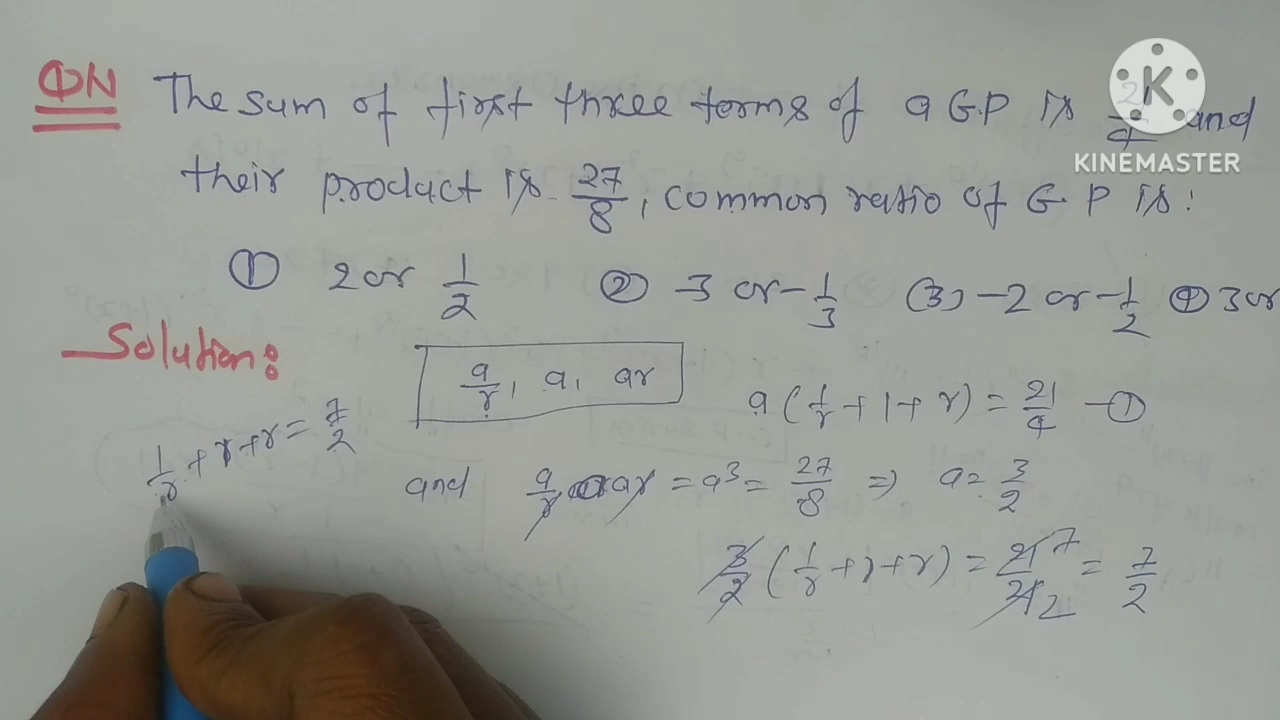 QN The sum of first three terms of a G.P is 21/4 and
their product is 27/8, common ratio of G.P is:
① 2 or 1/2 ② -3 or -1/3 (3) -2 or -1/2 ④ 3 or
KINEMASTER
Solution:
a/r, a, ar
a(1/r + 1 + r) = 21/4 —①
1/r + 1 + r = 7/2
and a/r · a · ar = a³ = 27/8 ⇒ a = 3/2
3/2 (1/r + 1 + r) = 21/4 7/2 = 7/2